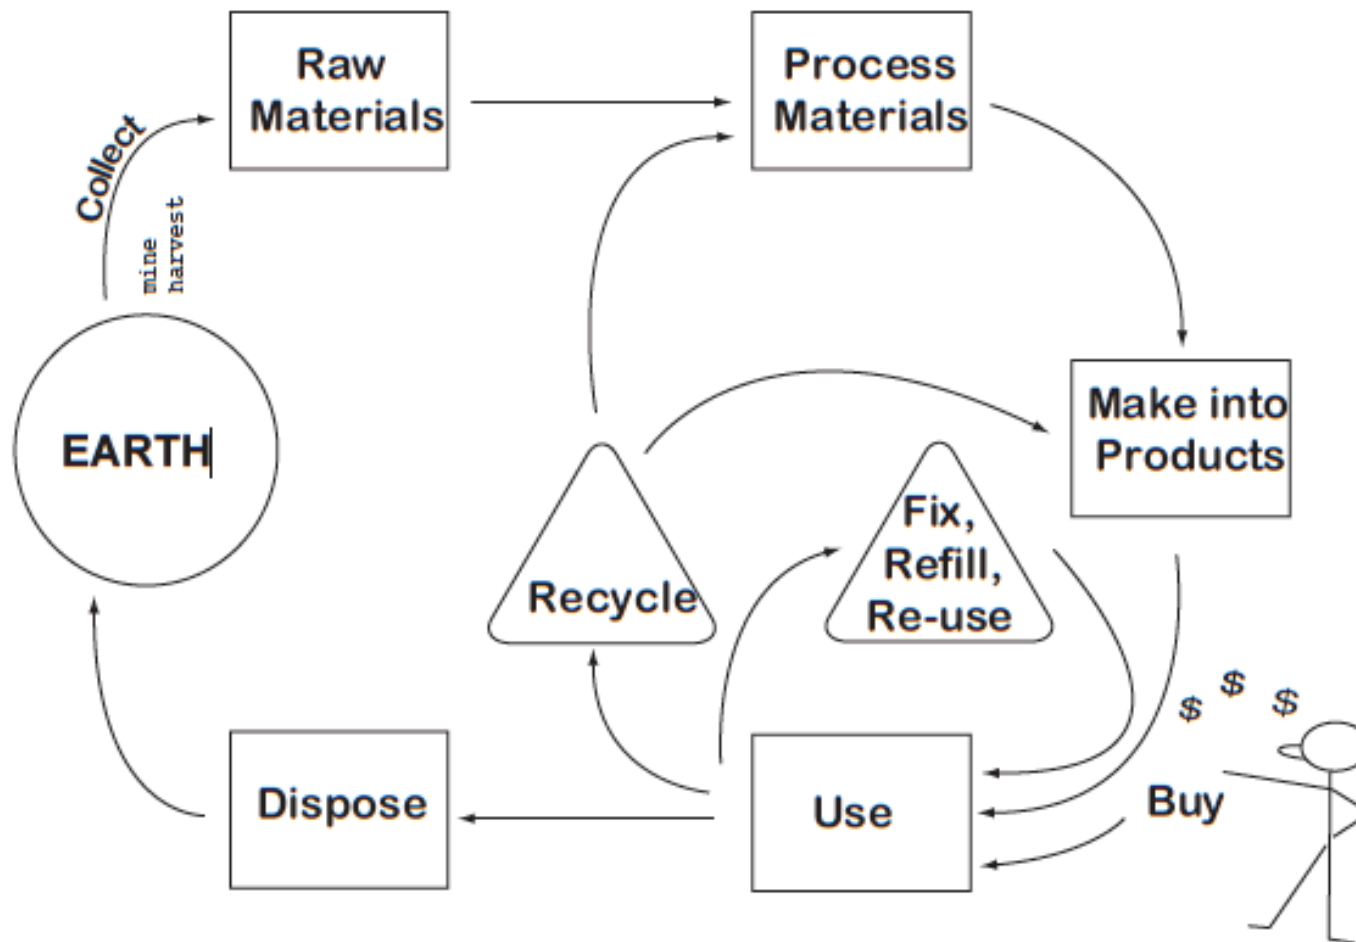 Raw
Materials
Process
Materials
Collect
mine
harvest
EARTH
Make into
Products
Recycle
Fix,
Refill,
Re-use
$ $ $
Dispose
Use
Buy